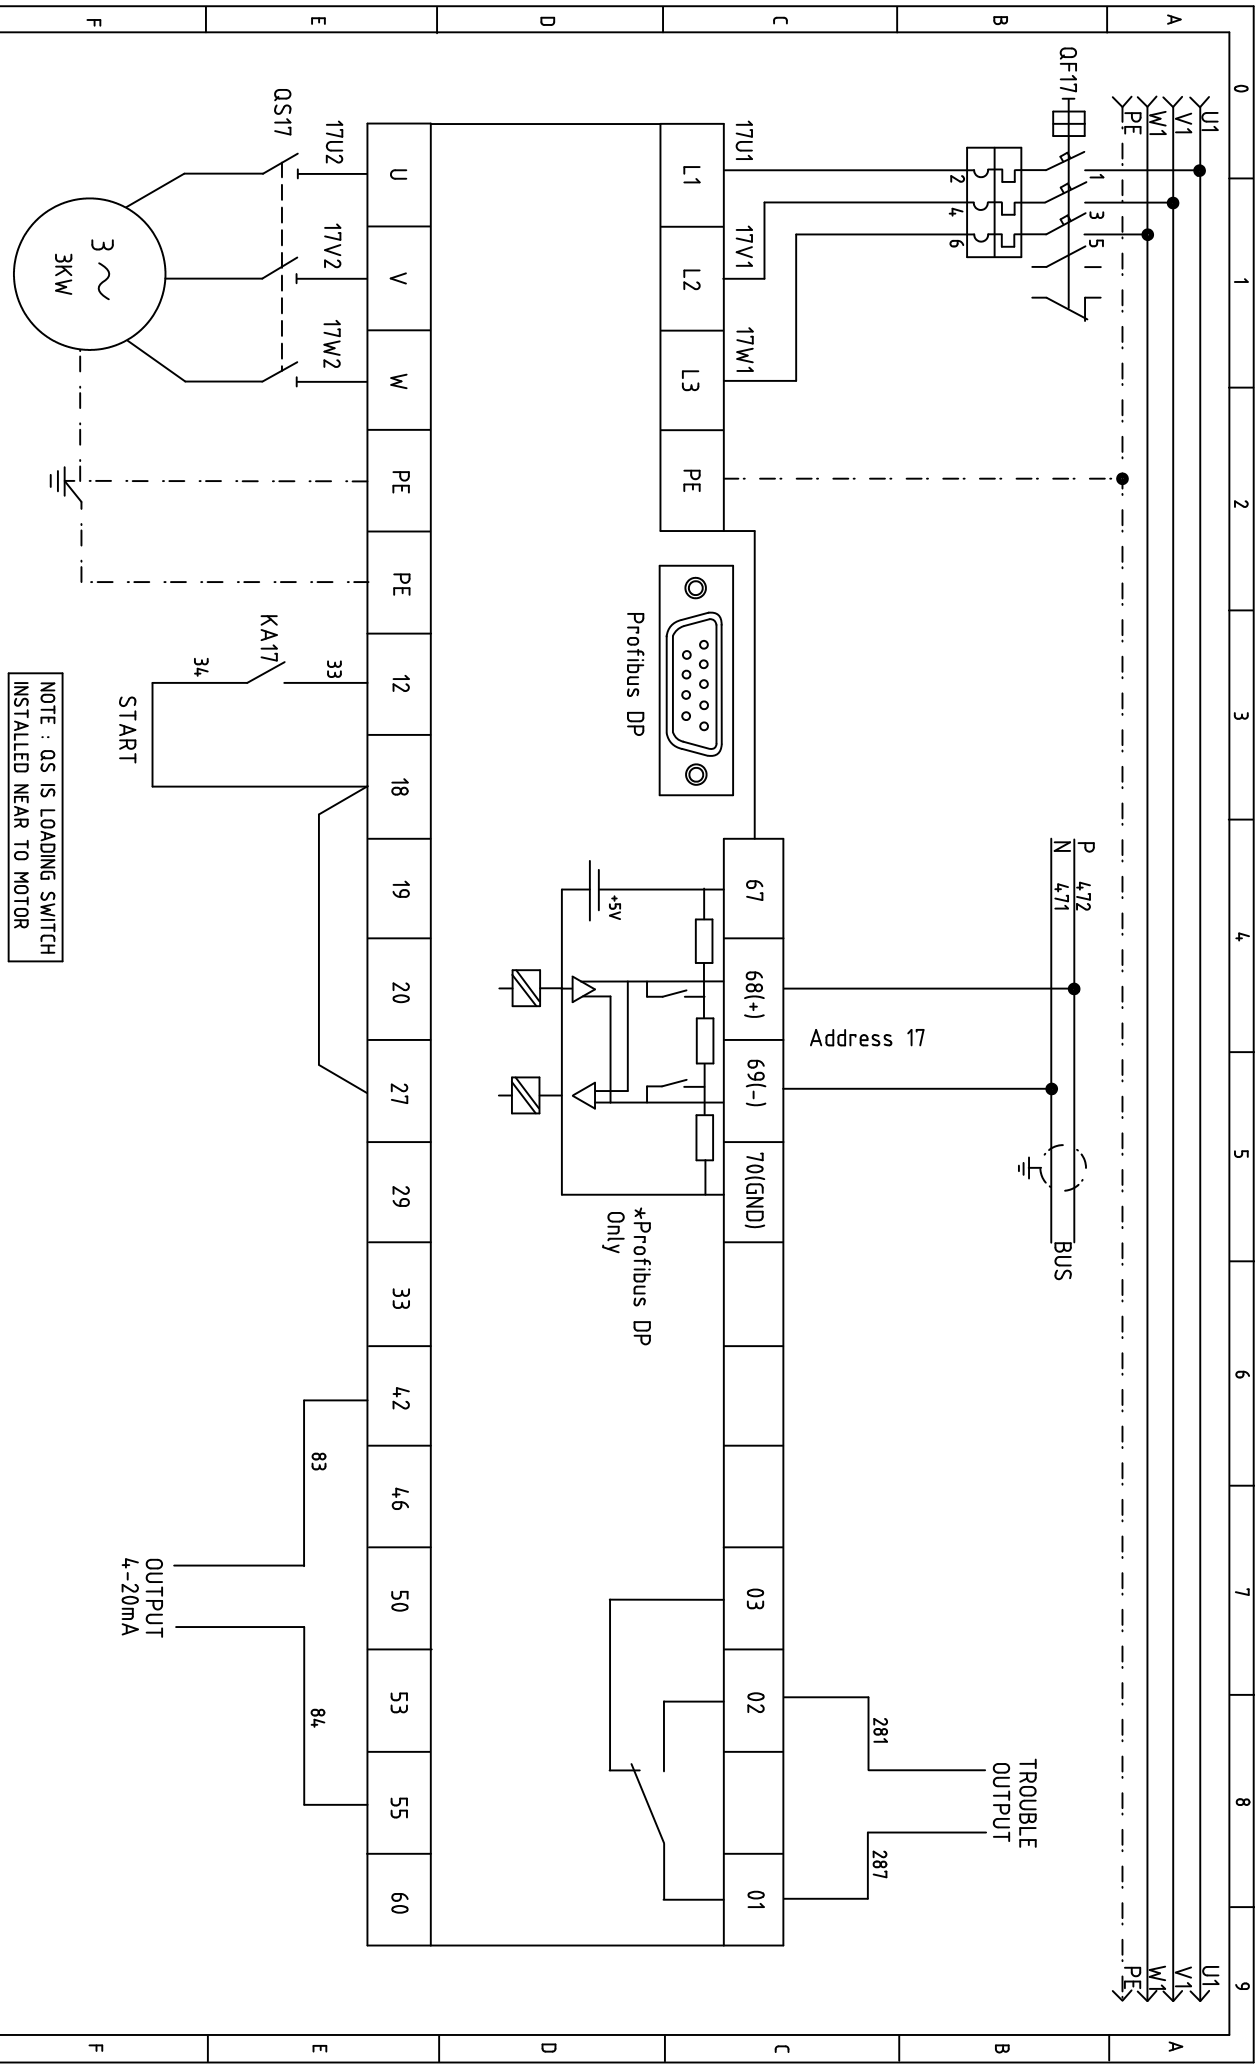 0 1 2 3 4 5 6 7 8 9
A
U1 U1
V1 V1
W1 W1
PE PE
B
QF17
1 3 5
2 4 6
P 472
N 471
BUS
TROUBLE
OUTPUT
C
Address 17
281 287
17U1 17V1 17W1
67 68(+) 69(-) 70(GND) 03 02 01
L1 L2 L3 PE
Profibus DP
*Profibus DP
Only
+5V
D
E
U V W PE PE 12 18 19 20 27 29 33 42 46 50 53 55 60
17U2 17V2 17W2
33
83 84
QS17
KA17
34
START
OUTPUT
4-20mA
F
3 ~
3KW
NOTE : QS IS LOADING SWITCH
INSTALLED NEAR TO MOTOR
A
B
C
D
E
F